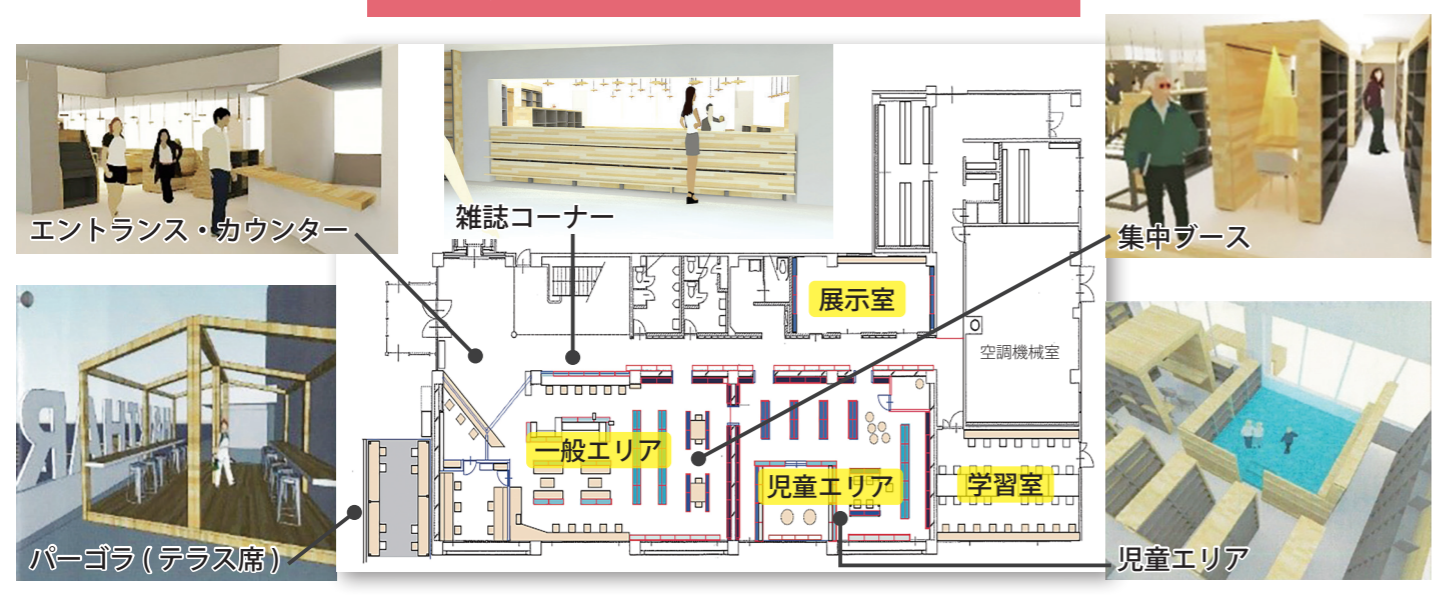 エントランス・カウンター
雑誌コーナー
集中ブース
展示室
空調機械室
一般エリア
児童エリア
学習室
パーゴラ ( テラス席 )
児童エリア